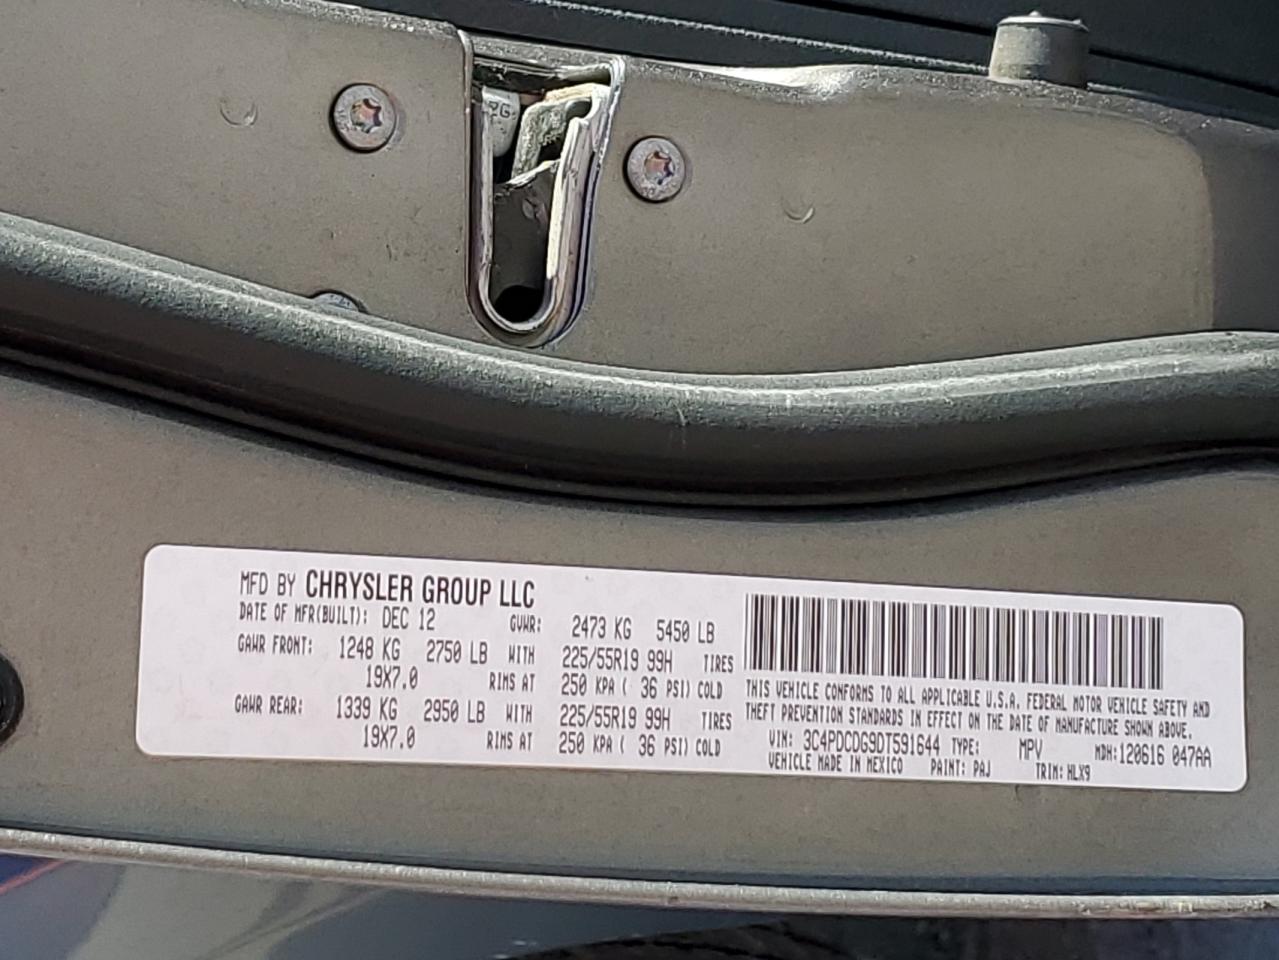 RG
MFD BY CHRYSLER GROUP LLC
DATE OF MFR(BUILT): DEC 12 GVWR: 2473 KG 5450 LB
GAWR FRONT: 1248 KG 2750 LB WITH 225/55R19 99H TIRES
19X7.0 RIMS AT 250 KPA ( 36 PSI) COLD
GAWR REAR: 1339 KG 2950 LB WITH 225/55R19 99H TIRES
19X7.0 RIMS AT 250 KPA ( 36 PSI) COLD
THIS VEHICLE CONFORMS TO ALL APPLICABLE U.S.A. FEDERAL MOTOR VEHICLE SAFETY AND
THEFT PREVENTION STANDARDS IN EFFECT ON THE DATE OF MANUFACTURE SHOWN ABOVE.
VIN: 3C4PDCDG9DT591644 TYPE: MPV MDH:120616 047AA
VEHICLE MADE IN MEXICO PAINT: PAJ TRIM: HLX9